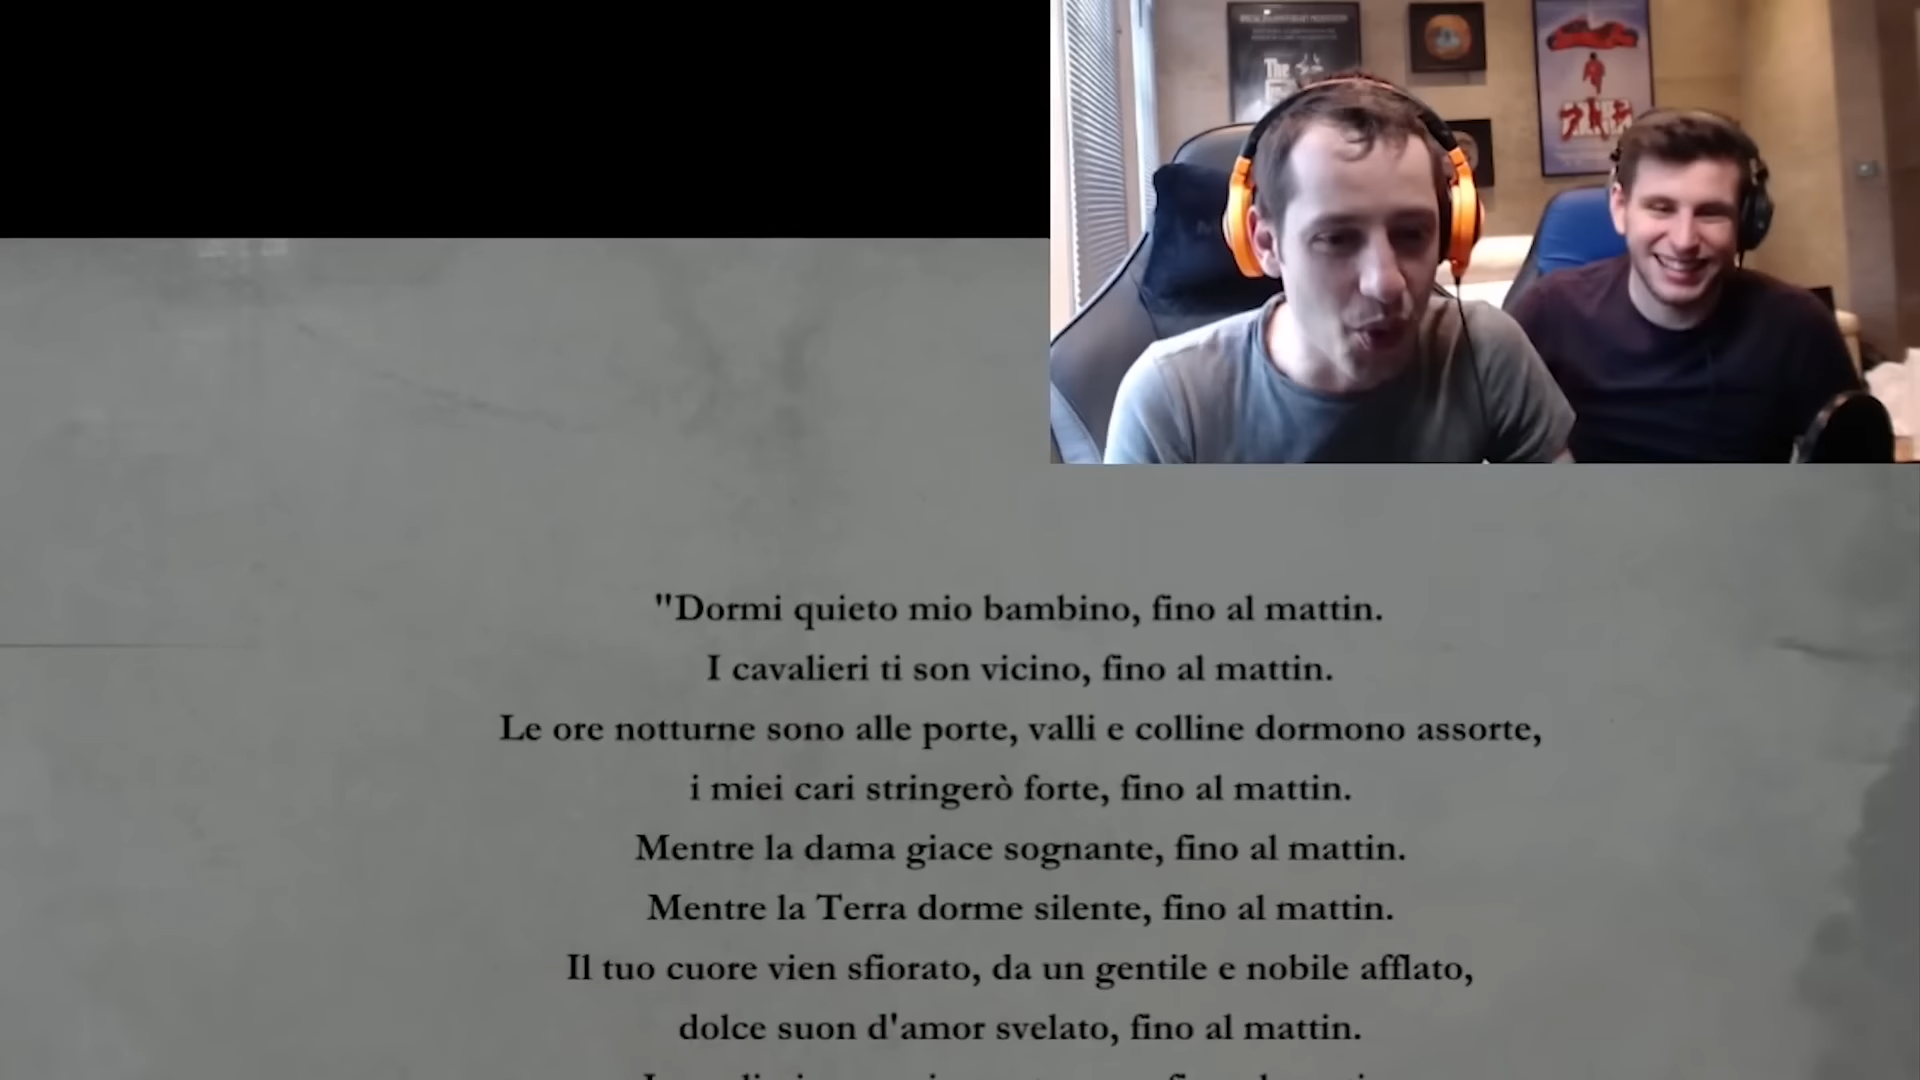 The
"Dormi quieto mio bambino, fino al mattin.
I cavalieri ti son vicino, fino al mattin.
Le ore notturne sono alle porte, valli e colline dormono assorte,
i miei cari stringerò forte, fino al mattin.
Mentre la dama giace sognante, fino al mattin.
Mentre la Terra dorme silente, fino al mattin.
Il tuo cuore vien sfiorato, da un gentile e nobile afflato,
dolce suon d'amor svelato, fino al mattin.